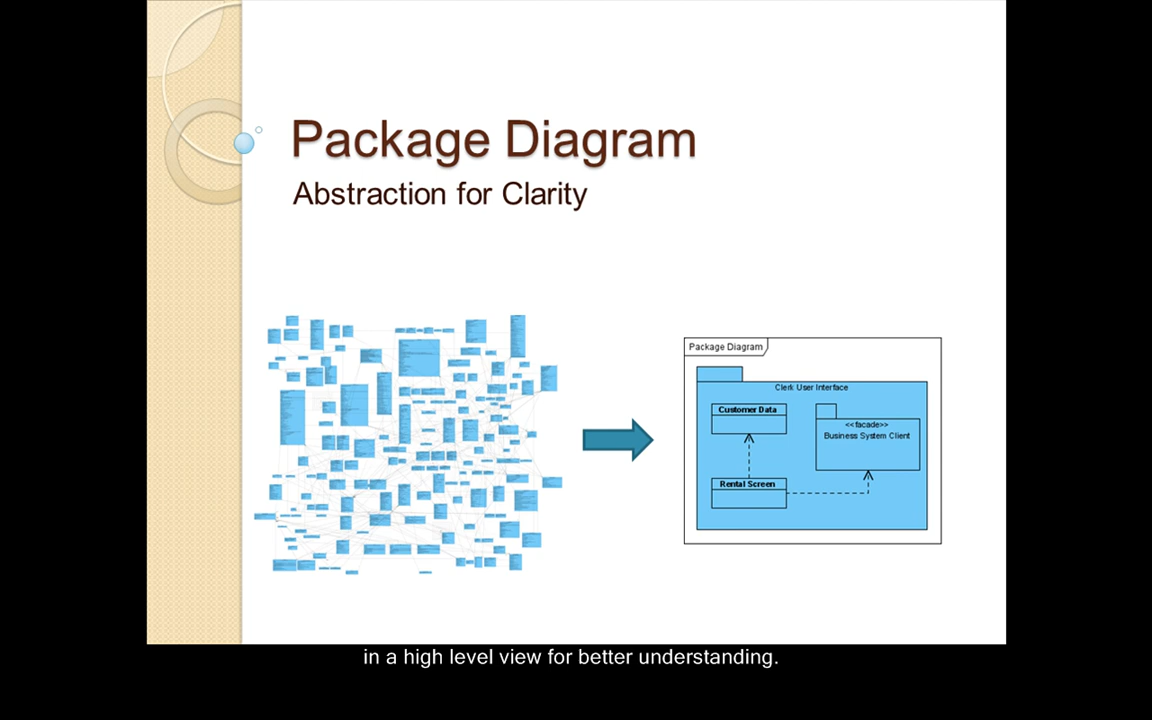 Package Diagram
Abstraction for Clarity
Package Diagram
Clerk User Interface
Customer Data
<<facade>>
Business System Client
Rental Screen
in a high level view for better understanding.